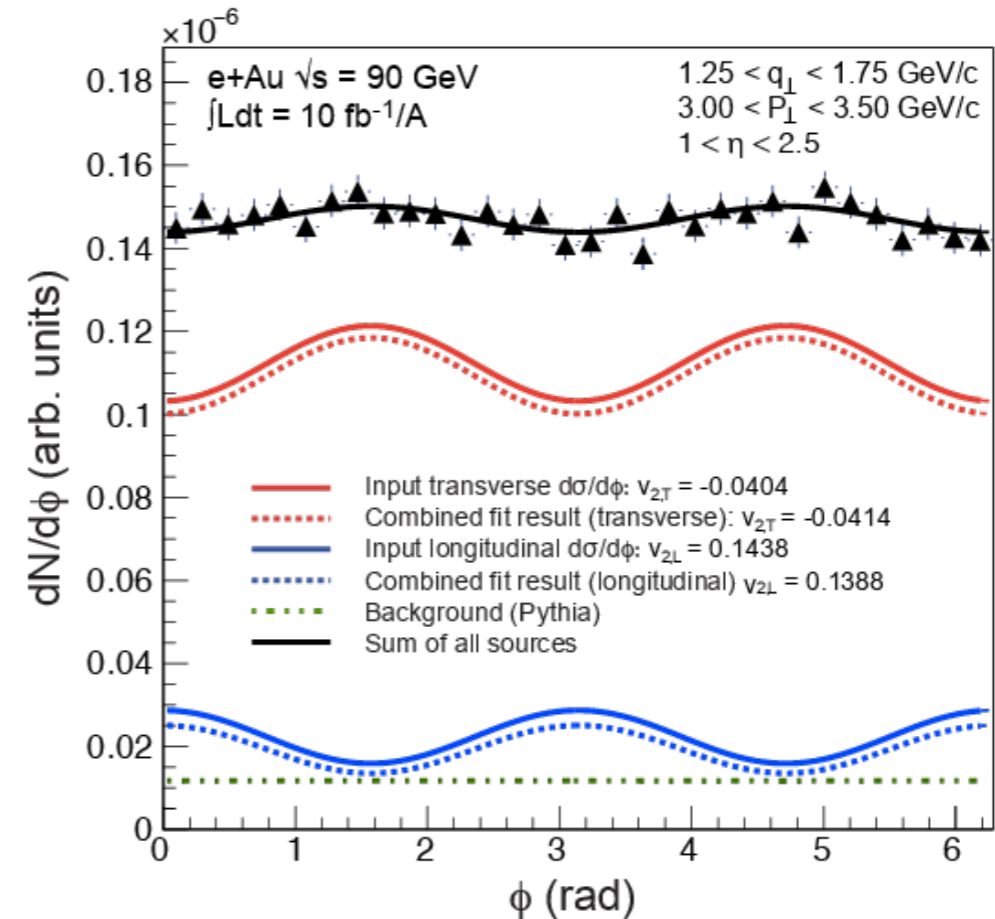 ×10⁻⁶
e+Au √s = 90 GeV
∫Ldt = 10 fb⁻¹/A
1.25 < q⊥ < 1.75 GeV/c
3.00 < P⊥ < 3.50 GeV/c
1 < η < 2.5
0.18
0.16
0.14
0.12
0.1
0.08
0.06
0.04
0.02
0
dN/dϕ (arb. units)
Input transverse dσ/dϕ: v2,T = -0.0404
Combined fit result (transverse): v2,T = -0.0414
Input longitudinal dσ/dϕ: v2,L = 0.1438
Combined fit result (longitudinal) v2,L = 0.1388
Background (Pythia)
Sum of all sources
0 1 2 3 4 5 6
ϕ (rad)